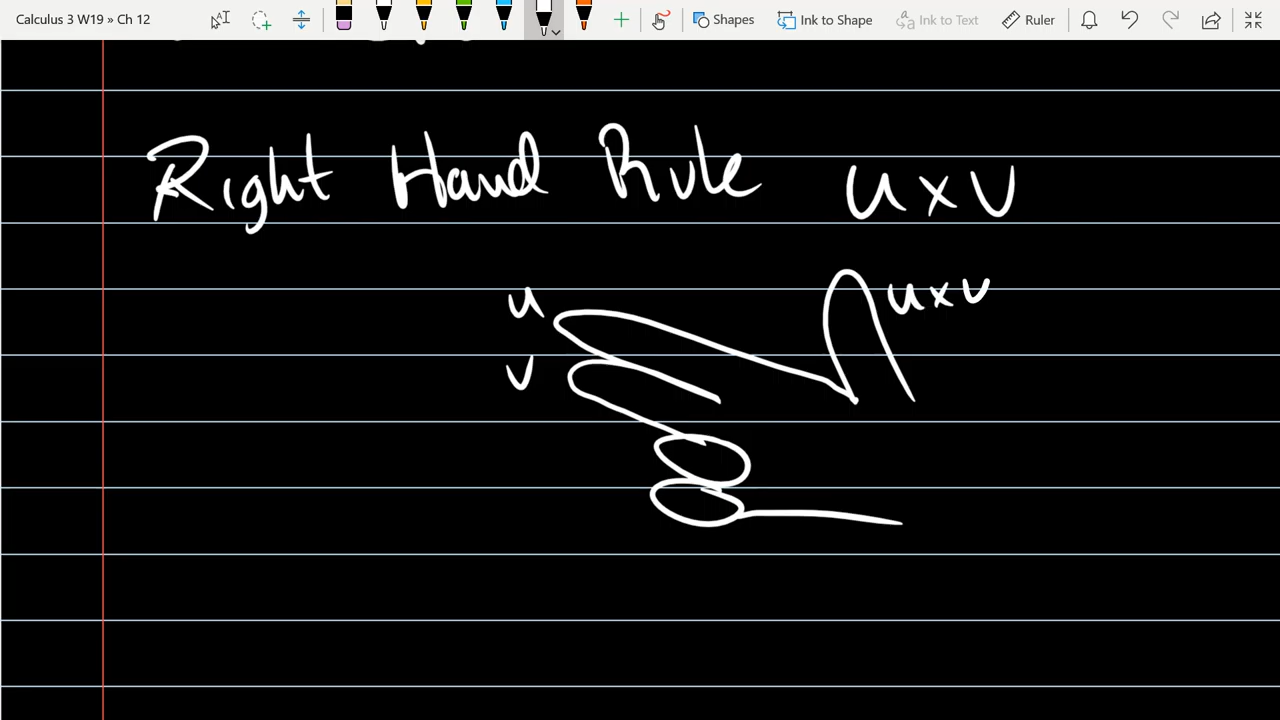 Calculus 3 W19 » Ch 12
Shapes
Ink to Shape
Ink to Text
Ruler
Right Hand Rule u x v
u
u x v
v